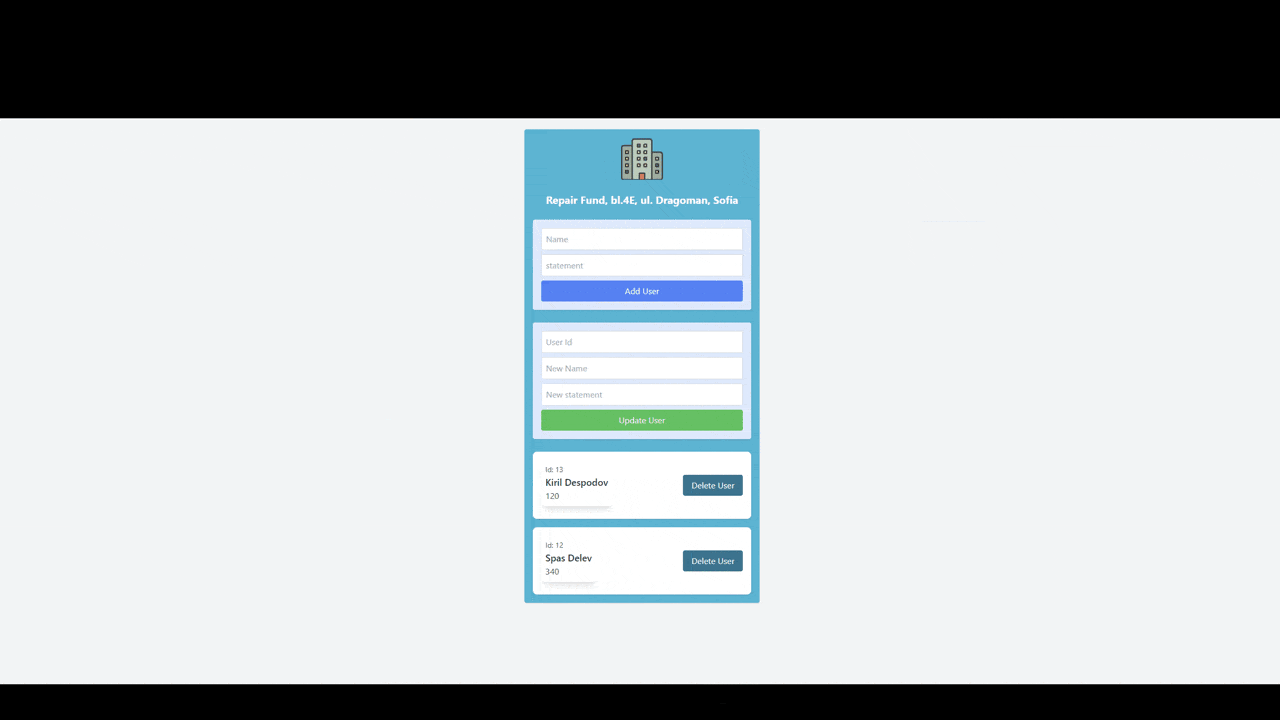 Repair Fund, bl.4E, ul. Dragoman, Sofia
Name
statement
Add User
User Id
New Name
New statement
Update User
Id: 13
Kiril Despodov
120
Delete User
Id: 12
Spas Delev
340
Delete User